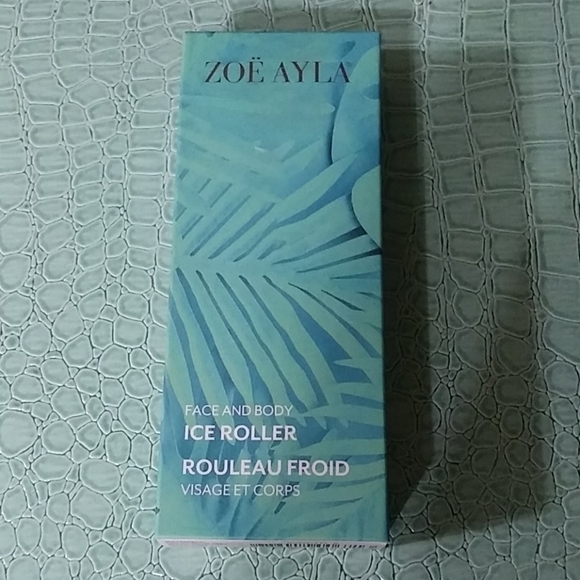 ZOË AYLA
FACE AND BODY
ICE ROLLER
ROULEAU FROID
VISAGE ET CORPS